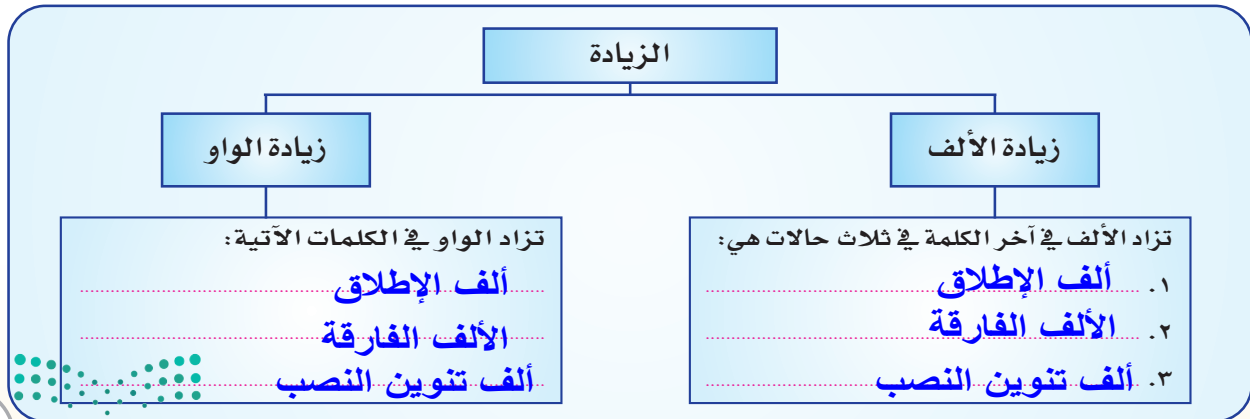 الزيادة
زيادة الألف
زيادة الواو
تزاد الألف في آخر الكلمة في ثلاث حالات هي:
١. ألف الإطلاق
٢. الألف الفارقة
٣. ألف تنوين النصب
تزاد الواو في الكلمات الآتية:
ألف الإطلاق
الألف الفارقة
ألف تنوين النصب